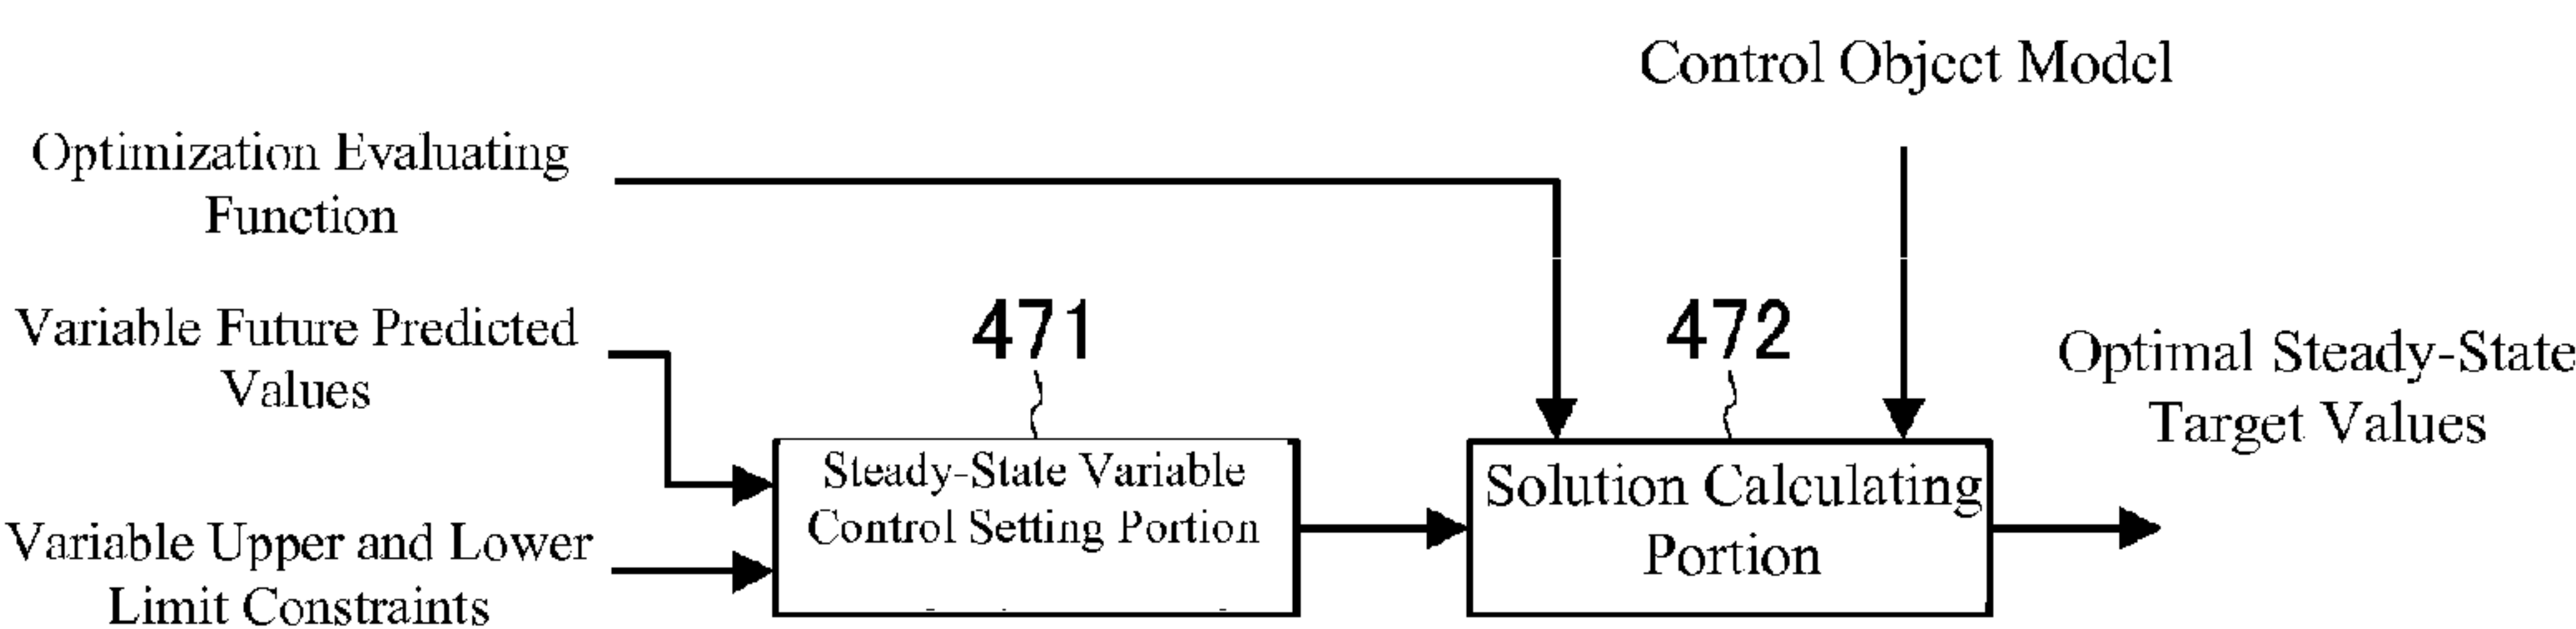 Control Object Model
Optimization Evaluating
Function
Variable Future Predicted
Values
471
472
Optimal Steady-State
Target Values
Steady-State Variable
Control Setting Portion
Solution Calculating
Portion
Variable Upper and Lower
Limit Constraints